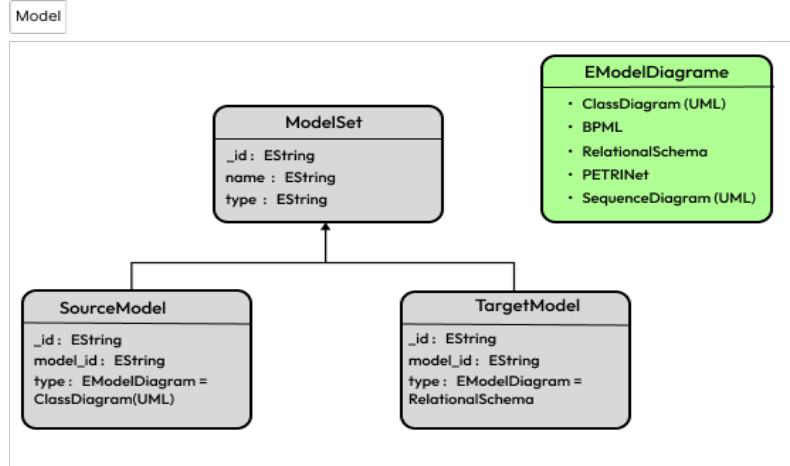 Model
EModelDiagrame
• ClassDiagram (UML)
• BPML
• RelationalSchema
• PETRINet
• SequenceDiagram (UML)
ModelSet
_id : EString
name : EString
type : EString
SourceModel
_id : EString
model_id : EString
type : EModelDiagram =
ClassDiagram(UML)
TargetModel
_id : EString
model_id : EString
type : EModelDiagram =
RelationalSchema